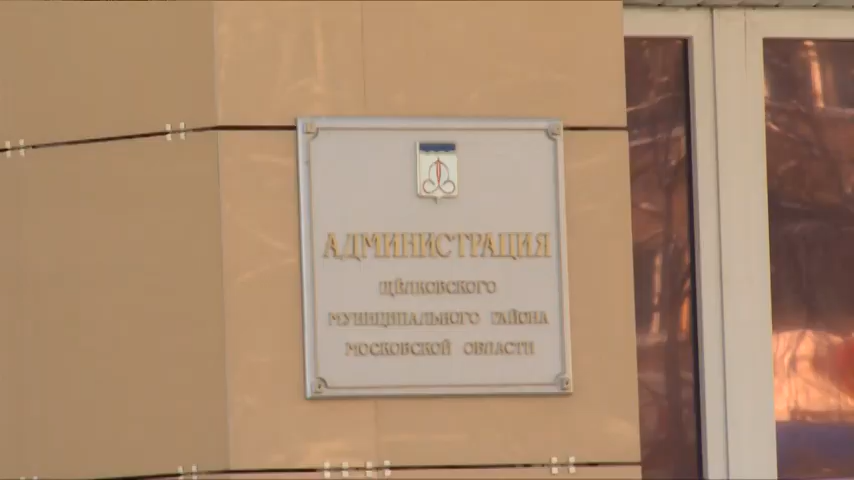 АДМИНИСТРАЦИЯ
ЩЁЛКОВСКОГО
МУНИЦИПАЛЬНОГО РАЙОНА
МОСКОВСКОЙ ОБЛАСТИ